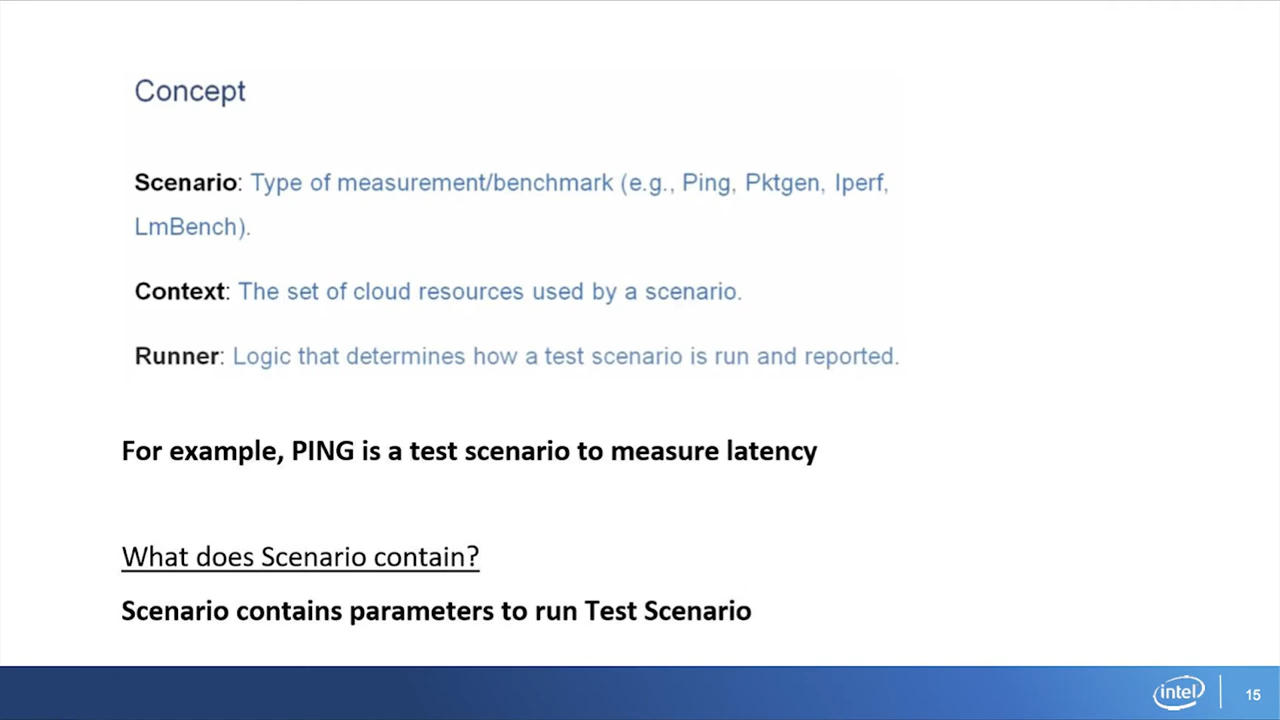 Concept
Scenario: Type of measurement/benchmark (e.g., Ping, Pktgen, Iperf,
LmBench).
Context: The set of cloud resources used by a scenario.
Runner: Logic that determines how a test scenario is run and reported.
For example, PING is a test scenario to measure latency
What does Scenario contain?
Scenario contains parameters to run Test Scenario
intel
15